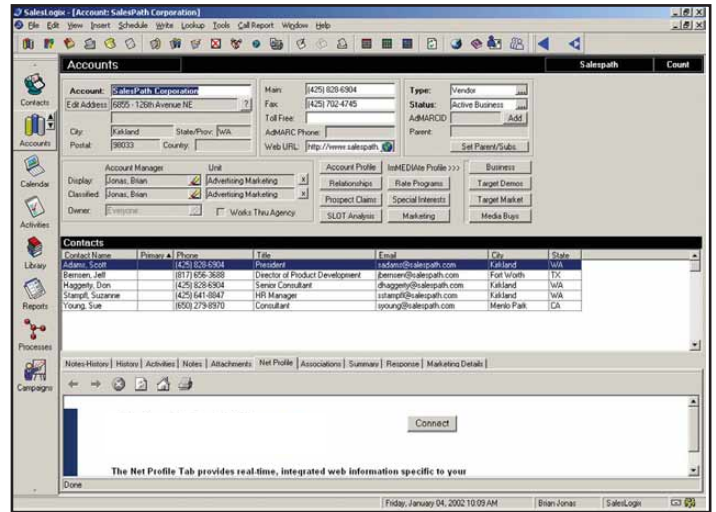 SalesLogix - [Account: SalesPath Corporation]
File Edit View Insert Schedule Write Lookup Tools Call Report Window Help
Accounts Salespath Count
Account: SalesPath Corporation Main: (425) 828-6904 Type: Vendor
Edit Address: 6855 - 126th Avenue NE ? Fax: (425) 702-4745 Status: Active Business
Toll Free: AdMARCID Add.
City: Kirkland State/Prov: WA AdMARC Phone: Parent:
Postal: 98033 County: Web URL: http://www.salespath. Set Parent/Subs.
Account Manager Unit Account Profile ImMEDIAte Profile >>> Business
Display: Jonas, Brian Advertising Marketing x Relationships Rate Programs Target Demos
Classified: Jonas, Brian Advertising Marketing x Prospect Claims Special Interests Target Market
Owner: Everyone Works Thru Agency SLOT Analysis Marketing Media Buys
Contacts
Accounts
Calendar
Activities
Library
Reports
Processes
Campaigns
Contacts
Contact Name Primary Phone Title Email City State
Adams, Scott (425) 828-6904 President sadams@salespath.com Kirkland WA
Bernsen, Jeff (817) 656-3688 Director of Product Development jbernsen@salespath.com Fort Worth TX
Haggerty, Don (425) 828-6904 Senior Consultant dhaggerty@salespath.com Kirkland WA
Stampfl, Suzanne (425) 641-8847 HR Manager sstampfl@salespath.com Kirkland WA
Young, Sue (650) 279-8970 Consultant syoung@salespath.com Menlo Park CA
Notes-History History Activities Notes Attachments Net Profile Associations Summary Response Marketing Details
Connect
The Net Profile Tab provides real-time, integrated web information specific to your
Done
Friday, January 04, 2002 10:09 AM Brian Jonas SalesLogix